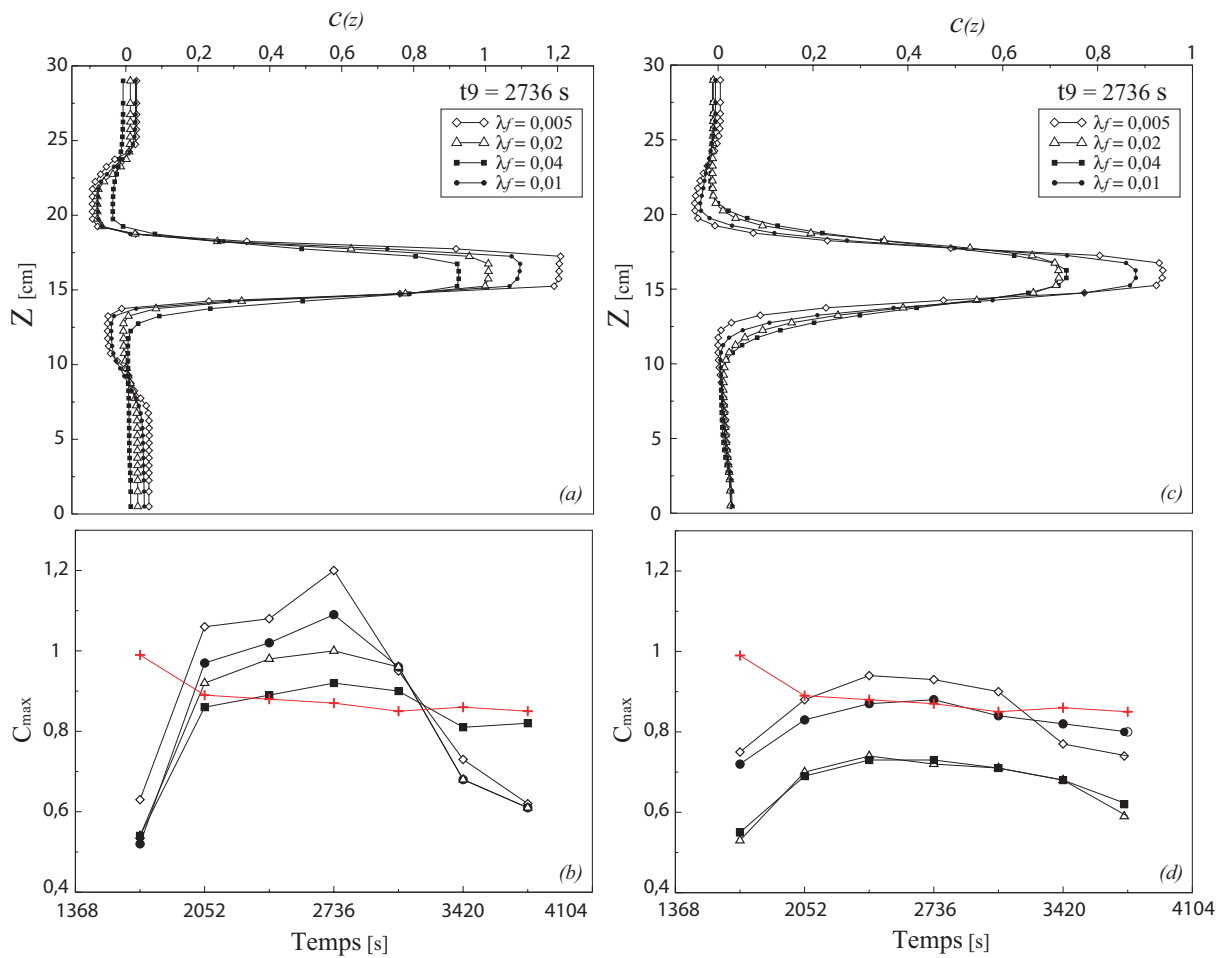 c(z)
0 0,2 0,4 0,6 0,8 1 1,2
30
25
20
15
10
5
0
Z [cm]
t9 = 2736 s
λf = 0,005
λf = 0,02
λf = 0,04
λf = 0,01
(a)
c(z)
0 0,2 0,4 0,6 0,8 1
30
25
20
15
10
5
0
Z [cm]
t9 = 2736 s
λf = 0,005
λf = 0,02
λf = 0,04
λf = 0,01
(c)
1,2
1
0,8
0,6
0,4
Cmax
(b)
1368 2052 2736 3420 4104
Temps [s]
1,2
1
0,8
0,6
0,4
Cmax
(d)
1368 2052 2736 3420 4104
Temps [s]